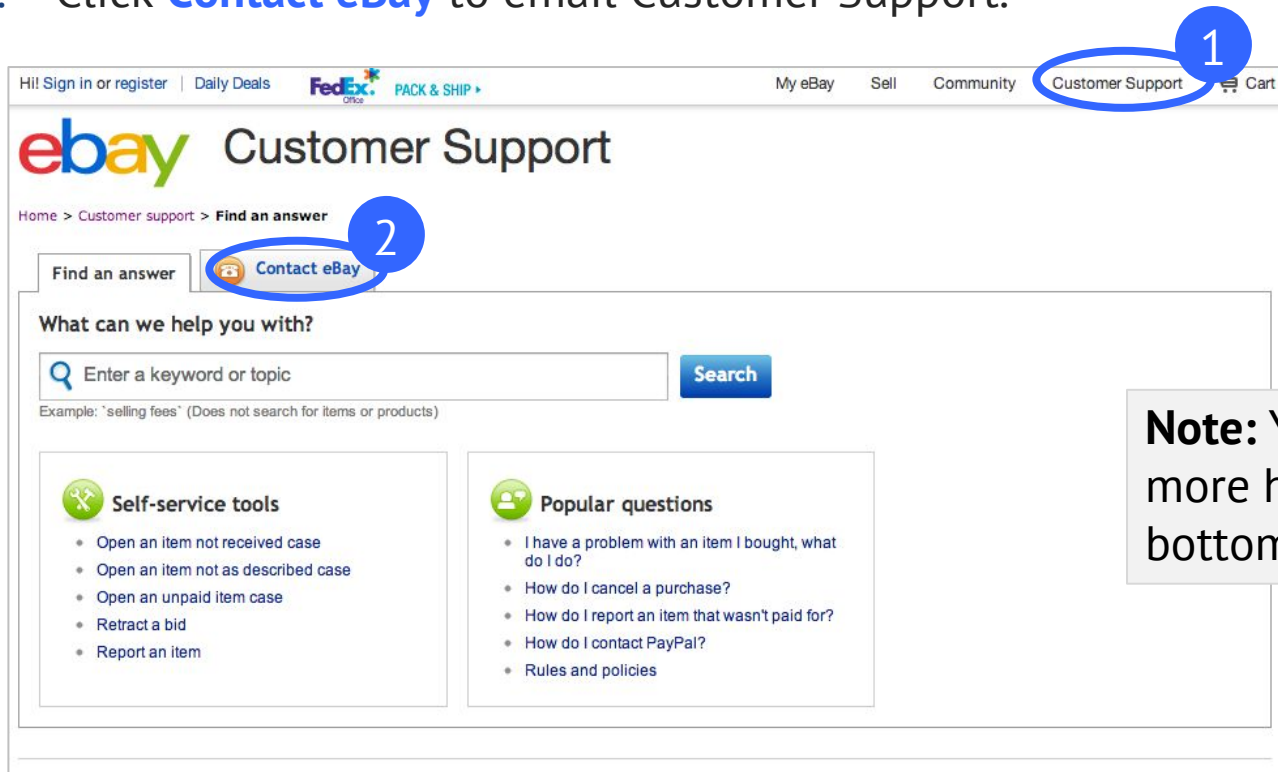 Click Contact eBay to email Customer Support.
1
Hi! Sign in or register | Daily Deals FedEx Office PACK & SHIP My eBay Sell Community Customer Support Cart
ebay Customer Support
Home > Customer support > Find an answer
2
Find an answer Contact eBay
What can we help you with?
Enter a keyword or topic Search
Example: `selling fees` (Does not search for items or products)
Note:
more
bottom
Self-service tools
• Open an item not received case
• Open an item not as described case
• Open an unpaid item case
• Retract a bid
• Report an item
Popular questions
• I have a problem with an item I bought, what
do I do?
• How do I cancel a purchase?
• How do I report an item that wasn't paid for?
• How do I contact PayPal?
• Rules and policies